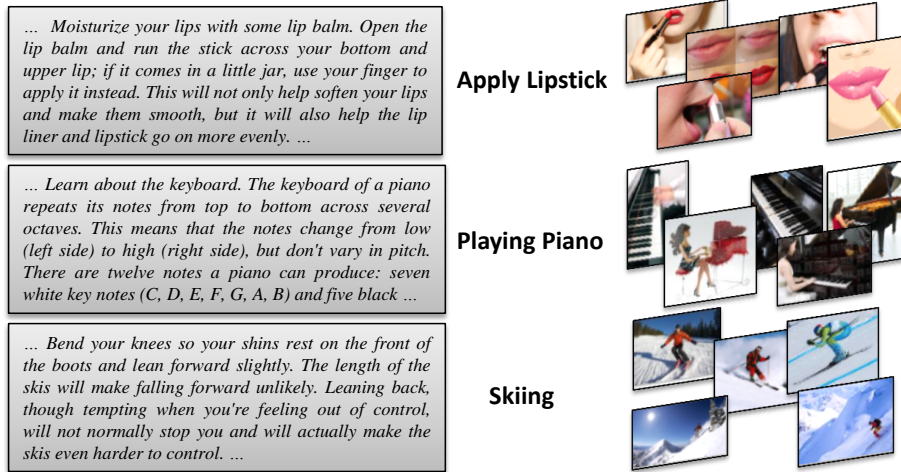 ... Moisturize your lips with some lip balm. Open the
lip balm and run the stick across your bottom and
upper lip; if it comes in a little jar, use your finger to
apply it instead. This will not only help soften your lips
and make them smooth, but it will also help the lip
liner and lipstick go on more evenly. ...
Apply Lipstick
... Learn about the keyboard. The keyboard of a piano
repeats its notes from top to bottom across several
octaves. This means that the notes change from low
(left side) to high (right side), but don't vary in pitch.
There are twelve notes a piano can produce: seven
white key notes (C, D, E, F, G, A, B) and five black ...
Playing Piano
... Bend your knees so your shins rest on the front of
the boots and lean forward slightly. The length of the
skis will make falling forward unlikely. Leaning back,
though tempting when you're feeling out of control,
will not normally stop you and will actually make the
skis even harder to control. ...
Skiing